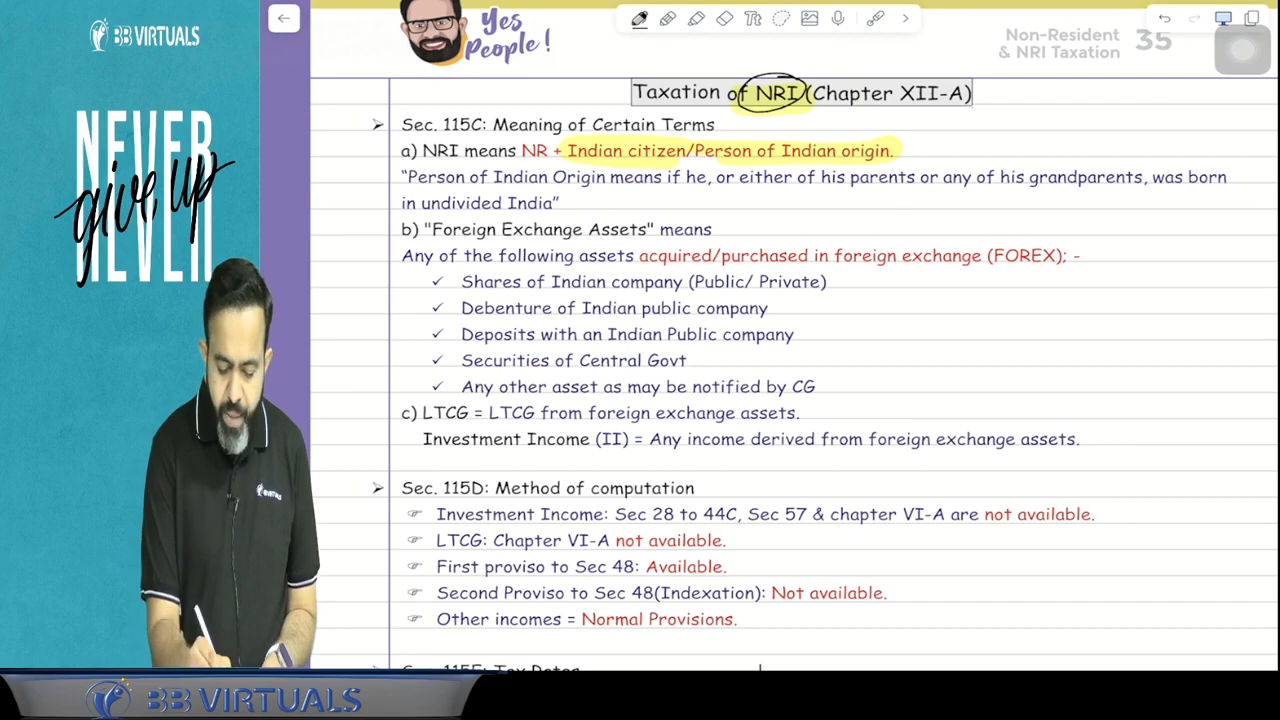 BB VIRTUALS
NEVER
give up
NEVER
Yes
People!
Tt
Non-Resident
& NRI Taxation
35
Taxation of NRI (Chapter XII-A)
➤ Sec. 115C: Meaning of Certain Terms
a) NRI means NR + Indian citizen/Person of Indian origin.
“Person of Indian Origin means if he, or either of his parents or any of his grandparents, was born
in undivided India”
b) "Foreign Exchange Assets" means
Any of the following assets acquired/purchased in foreign exchange (FOREX); -
✓ Shares of Indian company (Public/ Private)
✓ Debenture of Indian public company
✓ Deposits with an Indian Public company
✓ Securities of Central Govt
✓ Any other asset as may be notified by CG
c) LTCG = LTCG from foreign exchange assets.
Investment Income (II) = Any income derived from foreign exchange assets.
➤ Sec. 115D: Method of computation
☞ Investment Income: Sec 28 to 44C, Sec 57 & chapter VI-A are not available.
☞ LTCG: Chapter VI-A not available.
☞ First proviso to Sec 48: Available.
☞ Second Proviso to Sec 48(Indexation): Not available.
☞ Other incomes = Normal Provisions.
➤ Sec. 115E: Tax Rates
BB VIRTUALS
BB VIRTUALS